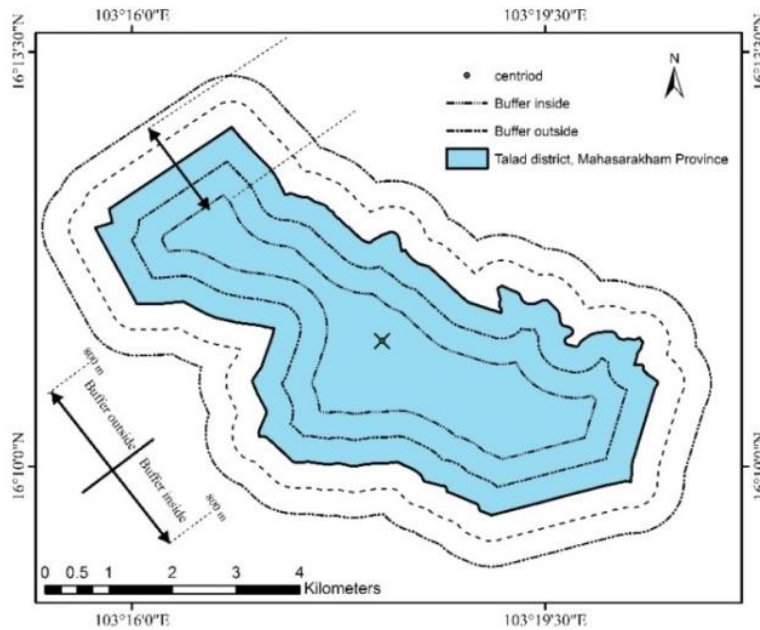 103°16'0"E
103°19'30"E
16°13'30"N
16°13'30"N
N
centriod
Buffer inside
Buffer outside
Talad district, Mahasarakham Province
800 m
Buffer outside
Buffer inside
800 m
16°10'0"N
16°10'0"N
0 0.5 1 2 3 4
Kilometers
103°16'0"E
103°19'30"E